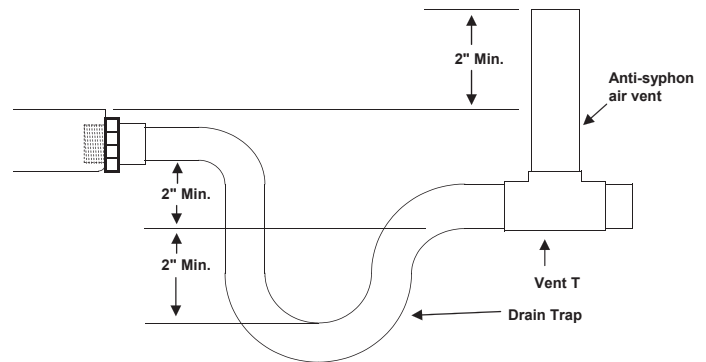 2" Min.
Anti-syphon
air vent
2" Min.
2" Min.
Vent T
Drain Trap